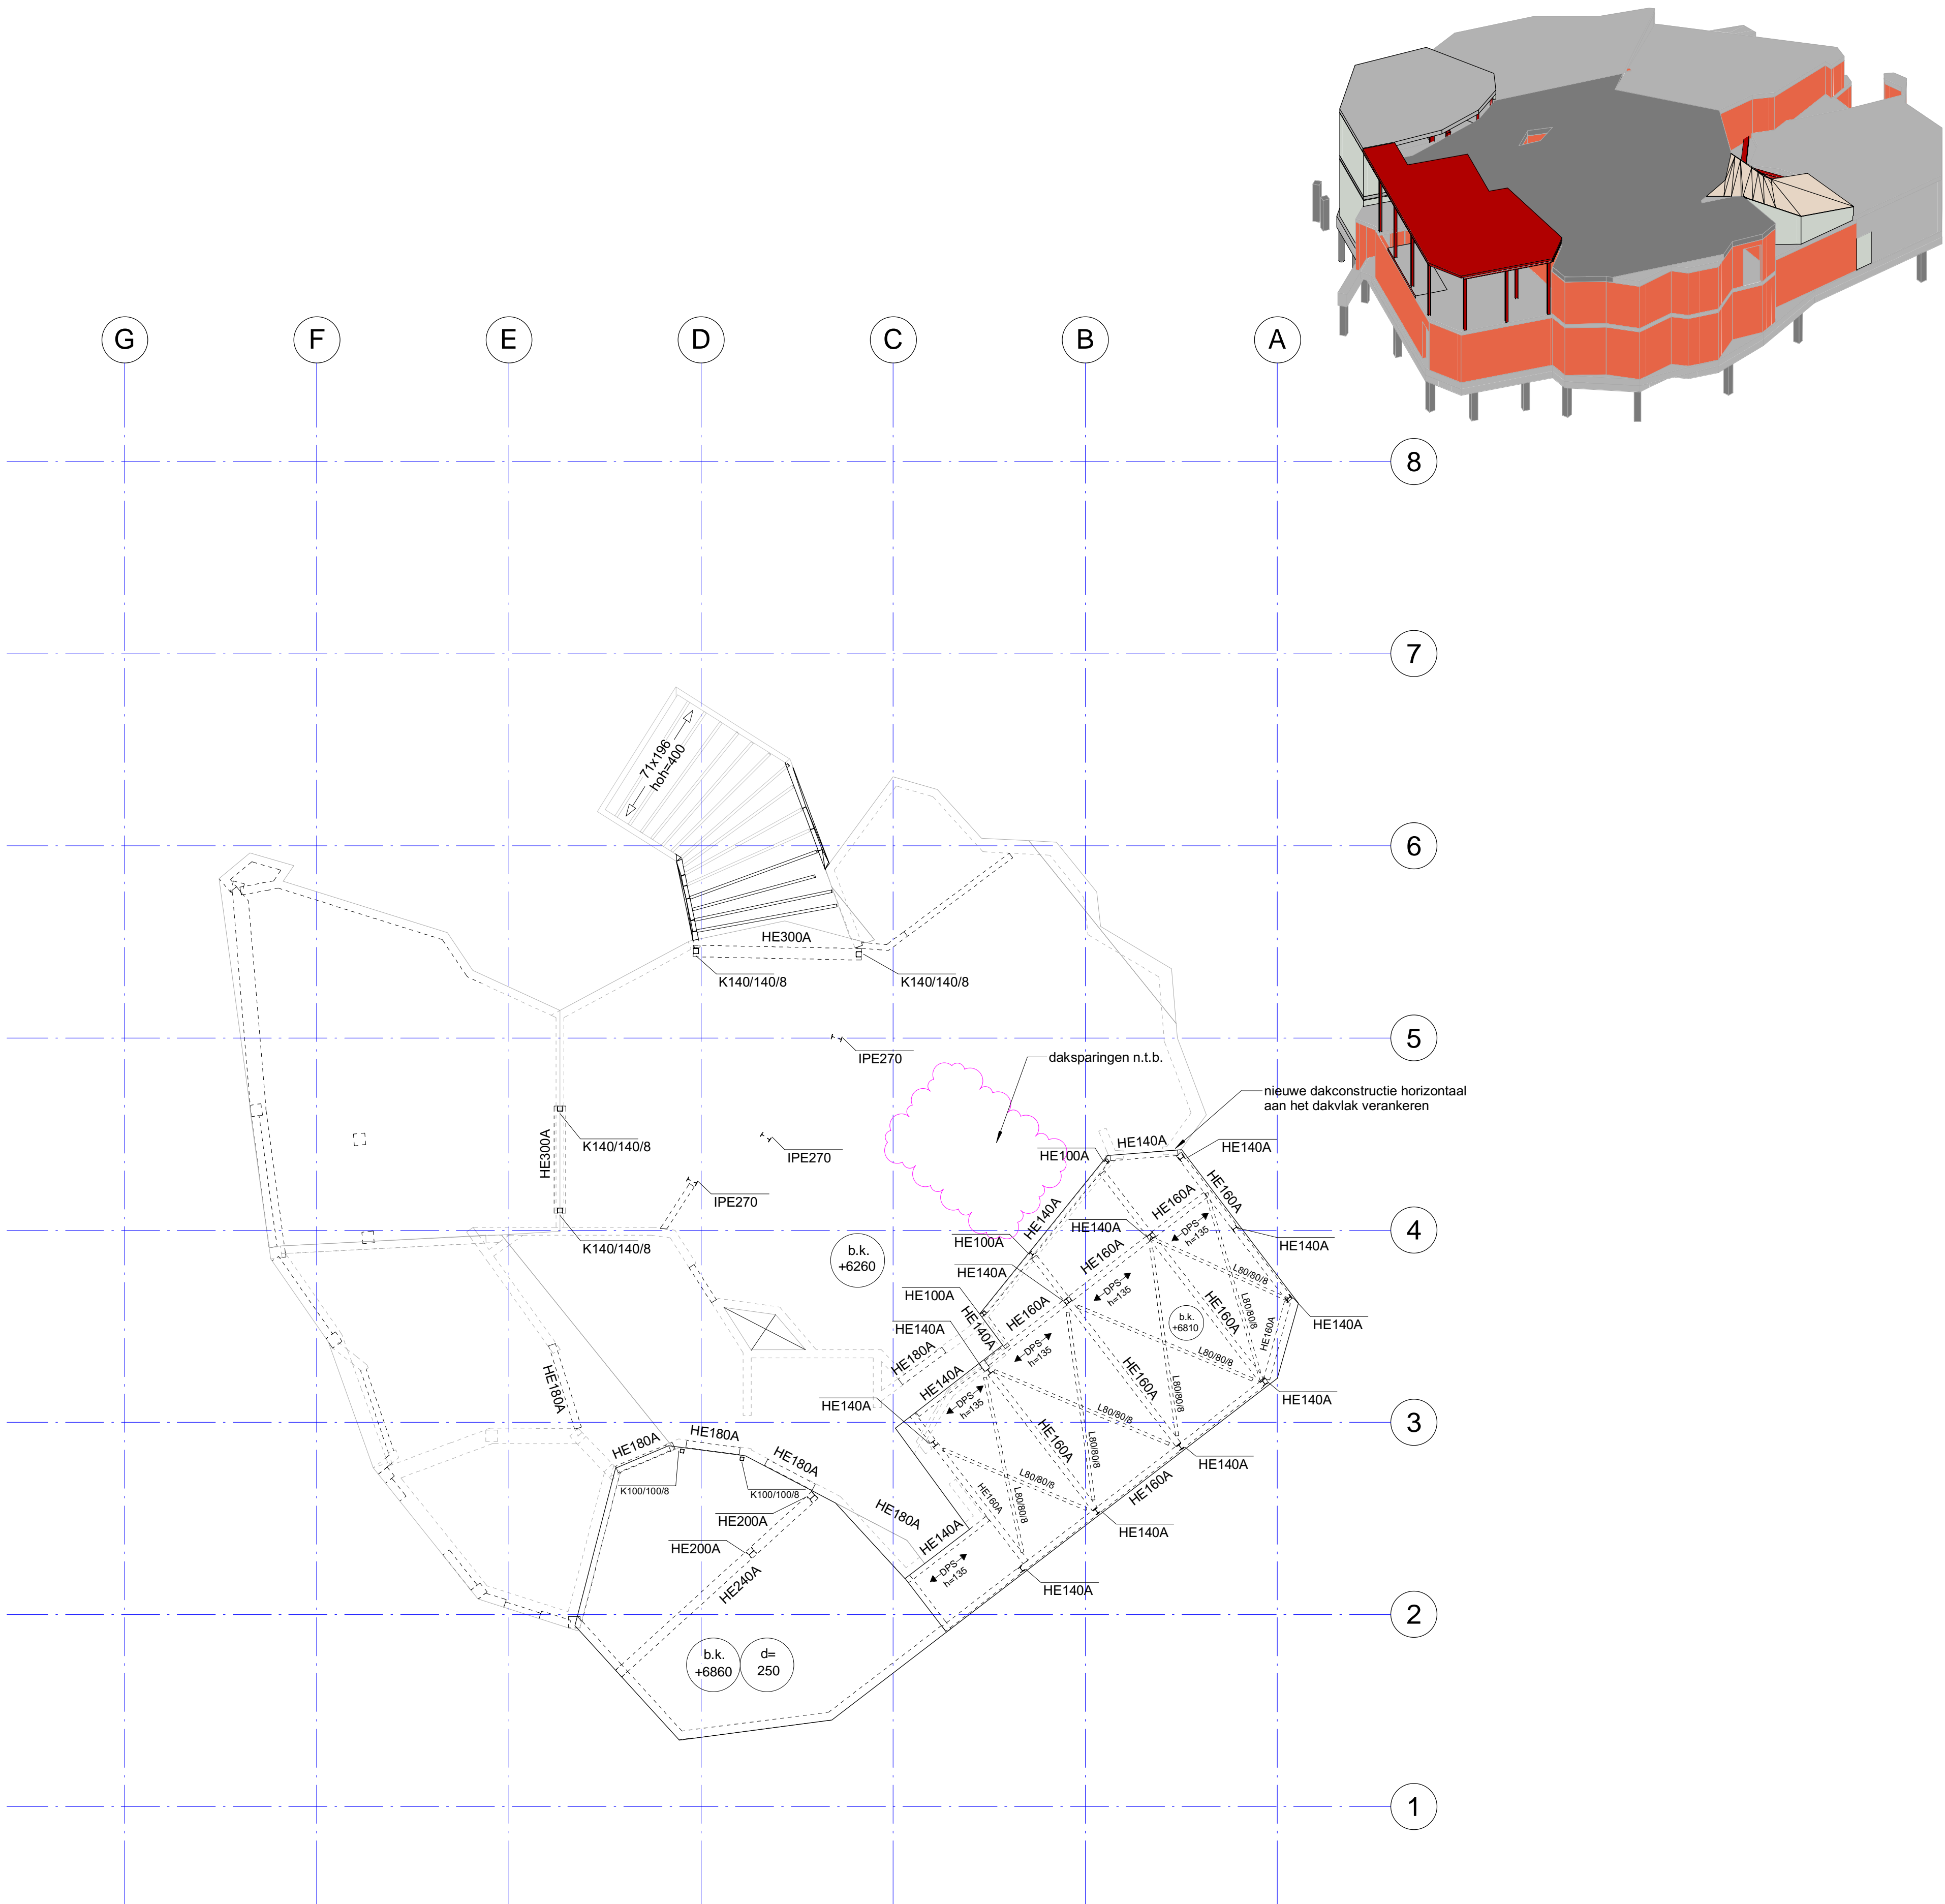 G
F
E
D
C
B
A
8
7
71x196
hoh=400
6
HE300A
K140/140/8
K140/140/8
5
IPE270
daksparingen n.t.b.
nieuwe dakconstructie horizontaal
aan het dakvlak verankeren
HE300A
K140/140/8
IPE270
HE100A
HE140A
HE140A
HE160A
IPE270
HE160A
HE140A
4
HE140A
DPS
h=135
K140/140/8
HE100A
HE140A
b.k.
+6260
HE160A
HE140A
L80/80/8
DPS
h=135
HE100A
HE160A
L80/80/8
HE160A
b.k.
+6810
HE140A
HE140A
HE140A
HE160A
DPS
h=135
HE180A
L80/80/8
HE160A
HE140A
DPS
h=135
HE140A
HE180A
HE140A
L80/80/8
L80/80/8
3
HE180A
HE180A
HE160A
L80/80/8
HE180A
HE140A
L80/80/8
HE160A
K100/100/8
K100/100/8
HE160A
L80/80/8
HE200A
HE180A
HE140A
HE140A
HE200A
DPS
h=135
HE240A
HE140A
2
b.k.
+6860
d=
250
1